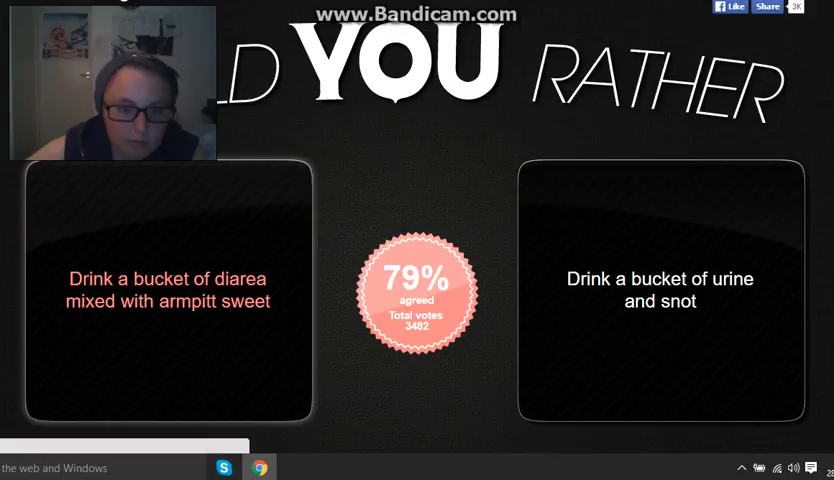 www.Bandicam.com
Like Share 3K
LD YOU RATHER
Drink a bucket of diarea
mixed with armpitt sweet
79%
agreed
Total votes
3482
Drink a bucket of urine
and snot
the web and Windows
28